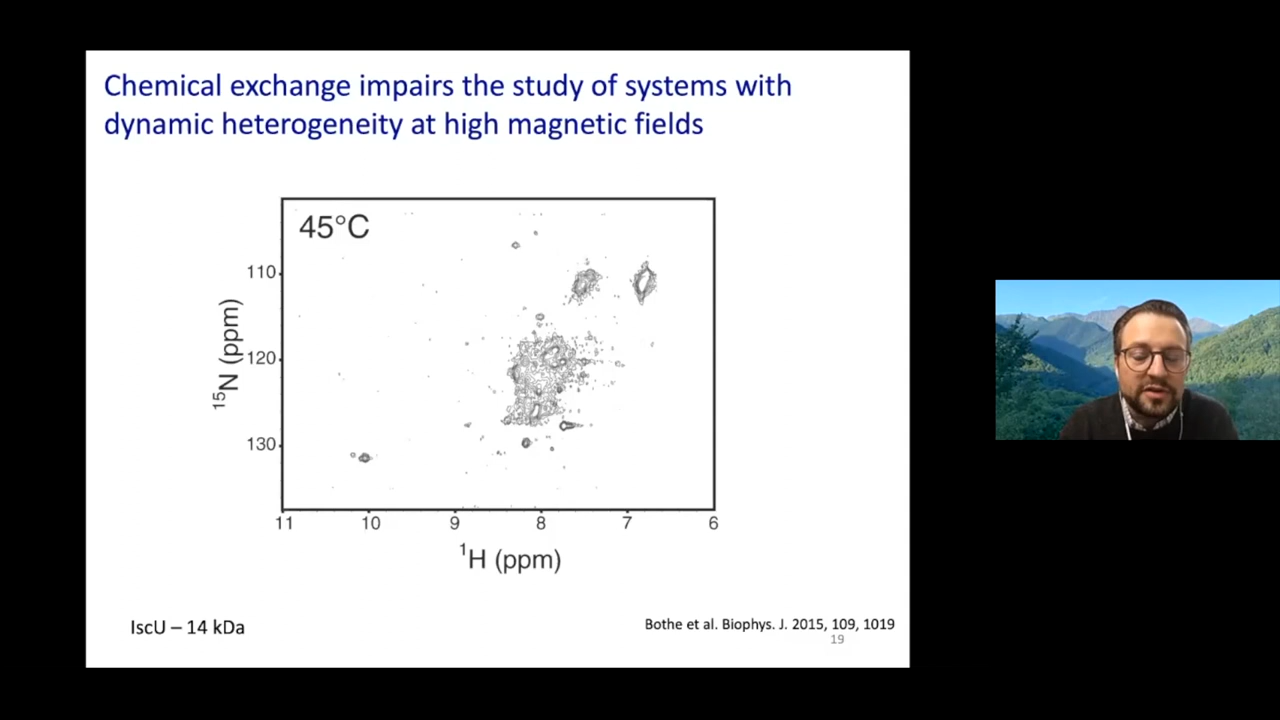 Chemical exchange impairs the study of systems with
dynamic heterogeneity at high magnetic fields
45°C
110
120
130
¹⁵N (ppm)
11 10 9 8 7 6
¹H (ppm)
IscU – 14 kDa
Bothe et al. Biophys. J. 2015, 109, 1019
19